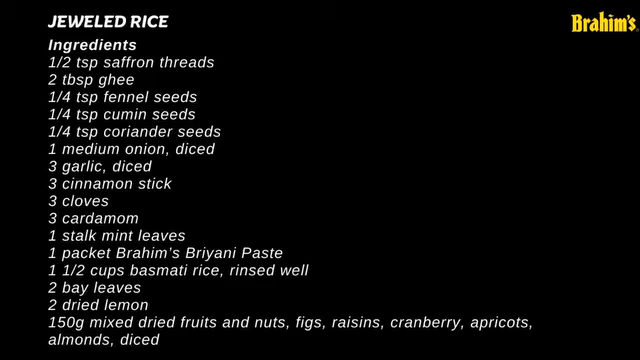 JEWELED RICE
Brahim's
Ingredients
1/2 tsp saffron threads
2 tbsp ghee
1/4 tsp fennel seeds
1/4 tsp cumin seeds
1/4 tsp coriander seeds
1 medium onion, diced
3 garlic, diced
3 cinnamon stick
3 cloves
3 cardamom
1 stalk mint leaves
1 packet Brahim's Briyani Paste
1 1/2 cups basmati rice, rinsed well
2 bay leaves
2 dried lemon
150g mixed dried fruits and nuts, figs, raisins, cranberry, apricots,
almonds, diced